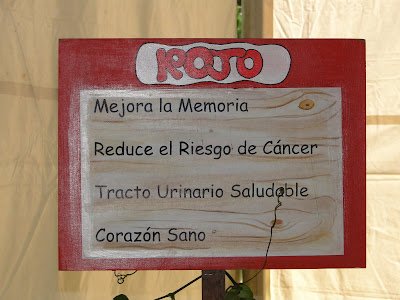 ROJO
Mejora la Memoria
Reduce el Riesgo de Cáncer
Tracto Urinario Saludable
Corazón Sano